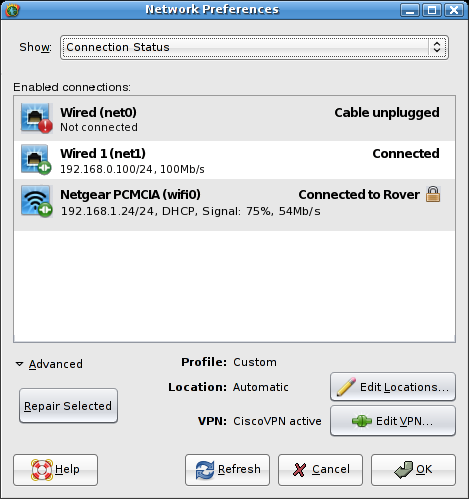 Network Preferences
Show: Connection Status
Enabled connections:
Wired (net0) Cable unplugged
Not connected
Wired 1 (net1) Connected
192.168.0.100/24, 100Mb/s
Netgear PCMCIA (wifi0) Connected to Rover
192.168.1.24/24, DHCP, Signal: 75%, 54Mb/s
Advanced Profile: Custom
Location: Automatic Edit Locations...
Repair Selected
VPN: CiscoVPN active Edit VPN...
Help Refresh Cancel OK